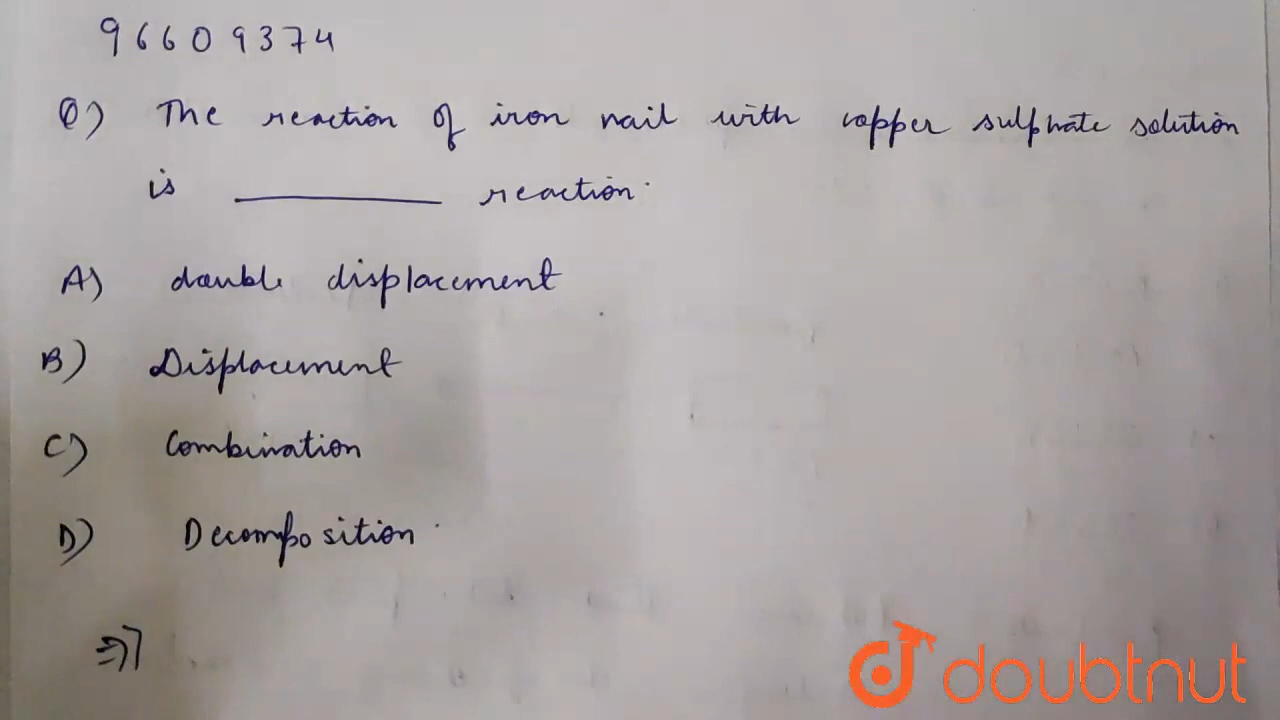 96609374
Q) The reaction of iron nail with copper sulphate solution
is ________ reaction.
A) double displacement
B) Displacement
C) Combination
D) Decomposition.
⇒
doubtnut